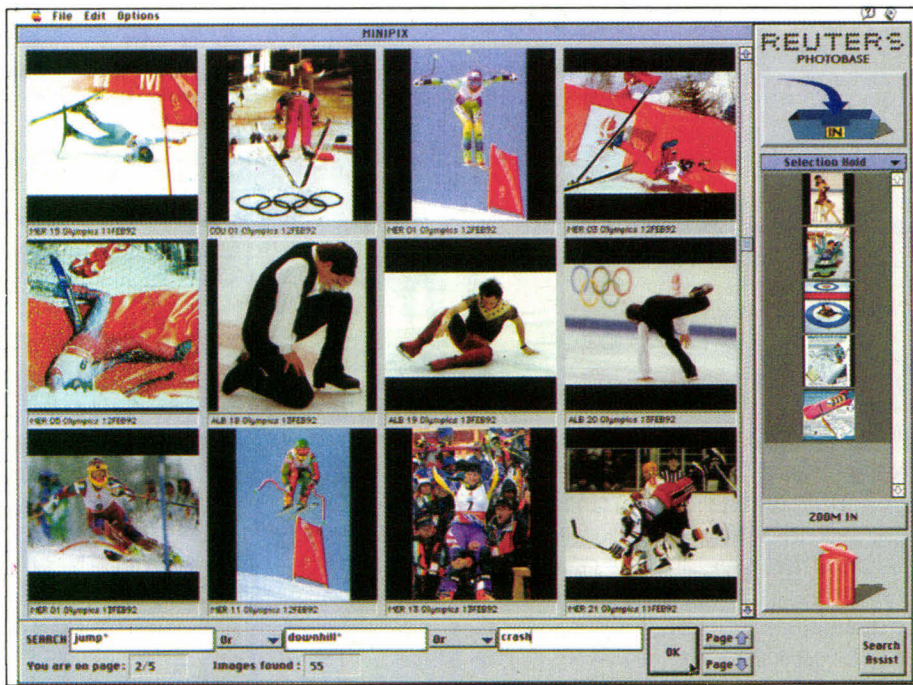 File Edit Options
MINIPIX
REUTERS
PHOTOBASE
IN
Selection Hold
MER 19 Olympics 11FEB92
COU 01 Olympics 12FEB92
MER 01 Olympics 12FEB92
MER 03 Olympics 12FEB92
MER 05 Olympics 12FEB92
ALB 18 Olympics 13FEB92
ALB 19 Olympics 13FEB92
ALB 20 Olympics 13FEB92
MER 01 Olympics 13FEB92
MER 11 Olympics 12FEB92
MER 13 Olympics 13FEB92
MER 21 Olympics 11FEB92
ZOOM IN
SEARCH jump* Or downhill* Or crash
OK
Page
Page
Search
Assist
You are on page: 2/5 Images found: 55